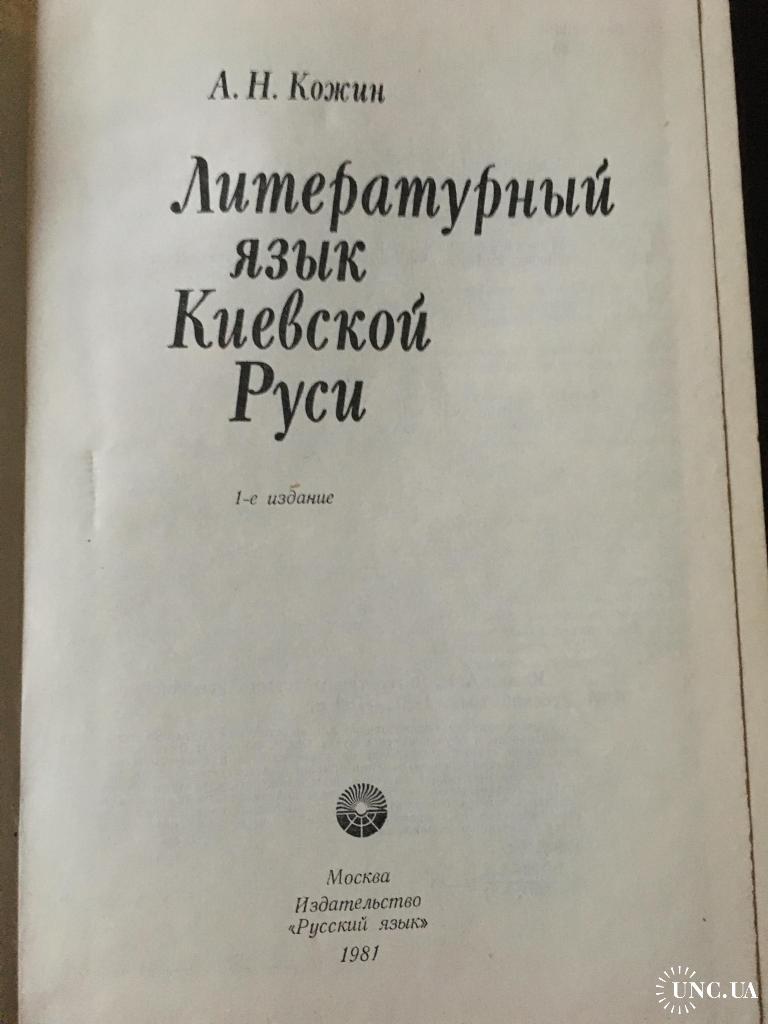 А. Н. Кожин
Литературный
язык
Киевской
Руси
1-е издание
Москва
Издательство
«Русский язык»
1981
UNC.UA